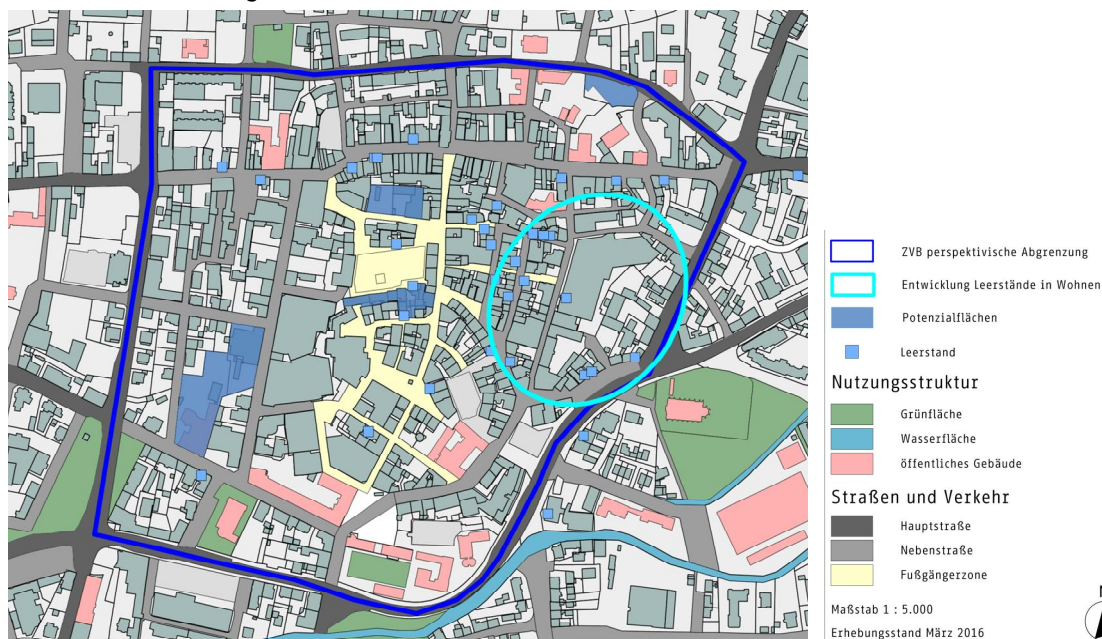 ZVB perspektivische Abgrenzung
Entwicklung Leerstände in Wohnen
Potenzialflächen
Leerstand
Nutzungsstruktur
Grünfläche
Wasserfläche
öffentliches Gebäude
Straßen und Verkehr
Hauptstraße
Nebenstraße
Fußgängerzone
Maßstab 1 : 5.000
Erhebungsstand März 2016